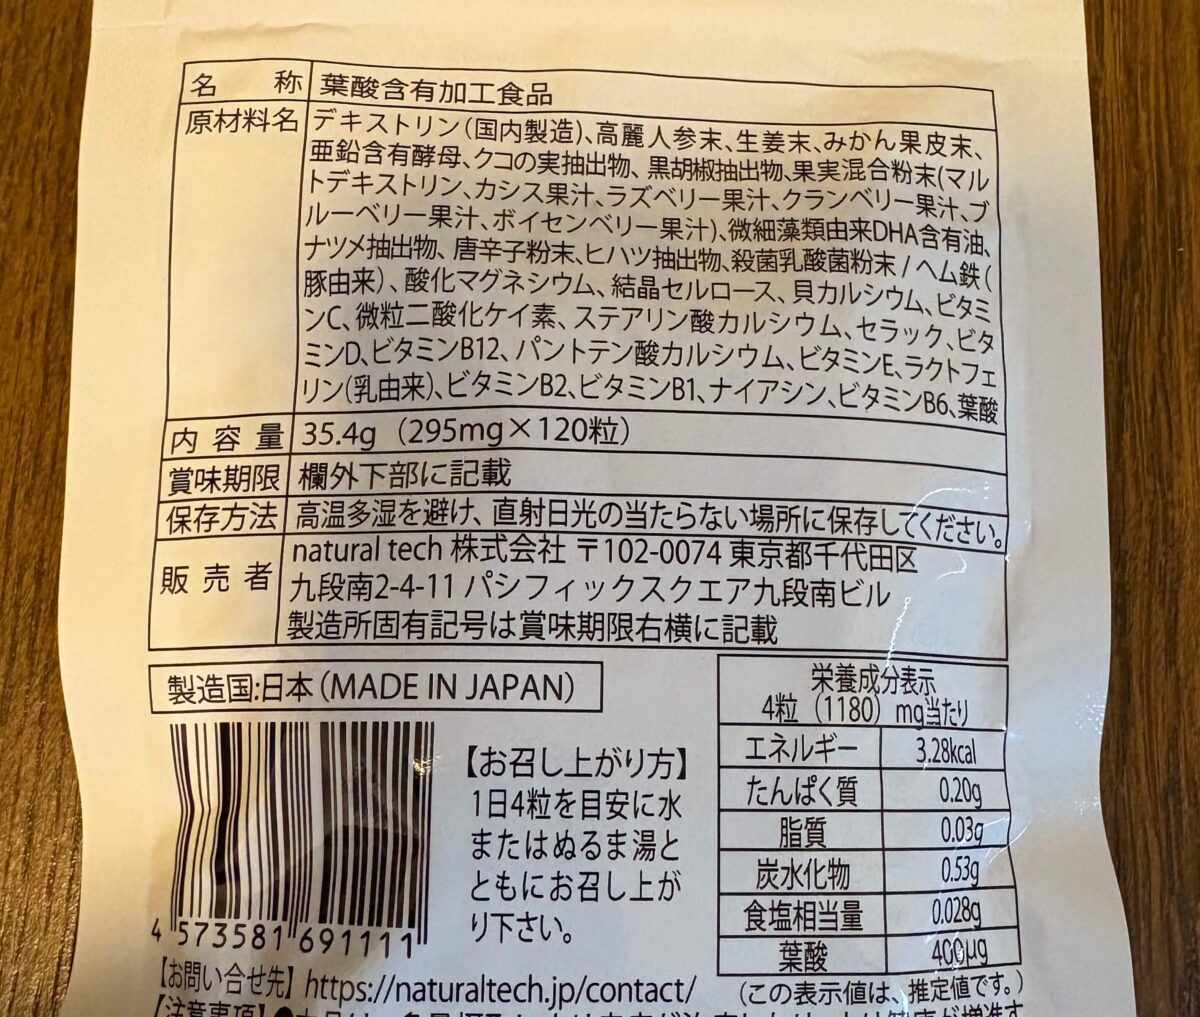 名 称 葉酸含有加工食品
原材料名 デキストリン(国内製造)、高麗人参末、生姜末、みかん果皮末、
亜鉛含有酵母、クコの実抽出物、黒胡椒抽出物、果実混合粉末(マル
トデキストリン、カシス果汁、ラズベリー果汁、クランベリー果汁、ブ
ルーベリー果汁、ボイセンベリー果汁)、微細藻類由来DHA含有油、
ナツメ抽出物、唐辛子粉末、ヒハツ抽出物、殺菌乳酸菌粉末 / ヘム鉄(
豚由来)、酸化マグネシウム、結晶セルロース、貝カルシウム、ビタミ
ンC、微粒二酸化ケイ素、ステアリン酸カルシウム、セラック、ビタ
ミンD、ビタミンB12、パントテン酸カルシウム、ビタミンE、ラクトフェ
リン(乳由来)、ビタミンB2、ビタミンB1、ナイアシン、ビタミンB6、葉酸
内容量 35.4g (295mg×120粒)
賞味期限 欄外下部に記載
保存方法 高温多湿を避け、直射日光の当たらない場所に保存してください。
販売者 natural tech 株式会社 〒102-0074 東京都千代田区
九段南2-4-11 パシフィックスクエア九段南ビル
製造所固有記号は賞味期限右横に記載
製造国:日本(MADE IN JAPAN)
4 573581 691111
【お召し上がり方】
1日4粒を目安に水
またはぬるま湯と
ともにお召し上が
り下さい。
栄養成分表示
4粒(1180)mg当たり
エネルギー 3.28kcal
たんぱく質 0.20g
脂質 0.03g
炭水化物 0.53g
食塩相当量 0.028g
葉酸 400μg
(この表示値は、推定値です。)
【お問い合せ先】https://naturaltech.jp/contact/
【注意事項】